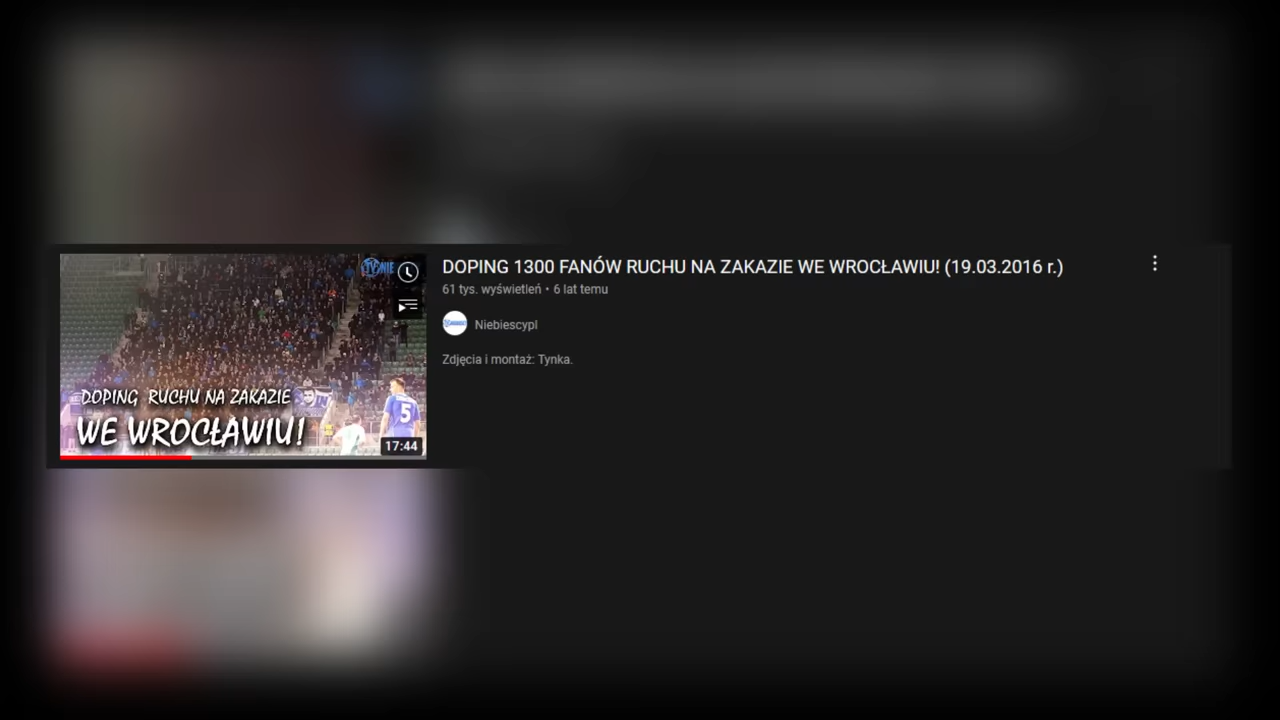 DOPING 1300 FANÓW RUCHU NA ZAKAZIE WE WROCŁAWIU! (19.03.2016 r.)
61 tys. wyświetleń • 6 lat temu
Niebiescypl
Zdjęcia i montaż: Tynka.
DOPING RUCHU NA ZAKAZIE
WE WROCŁAWIU!
5
17:44